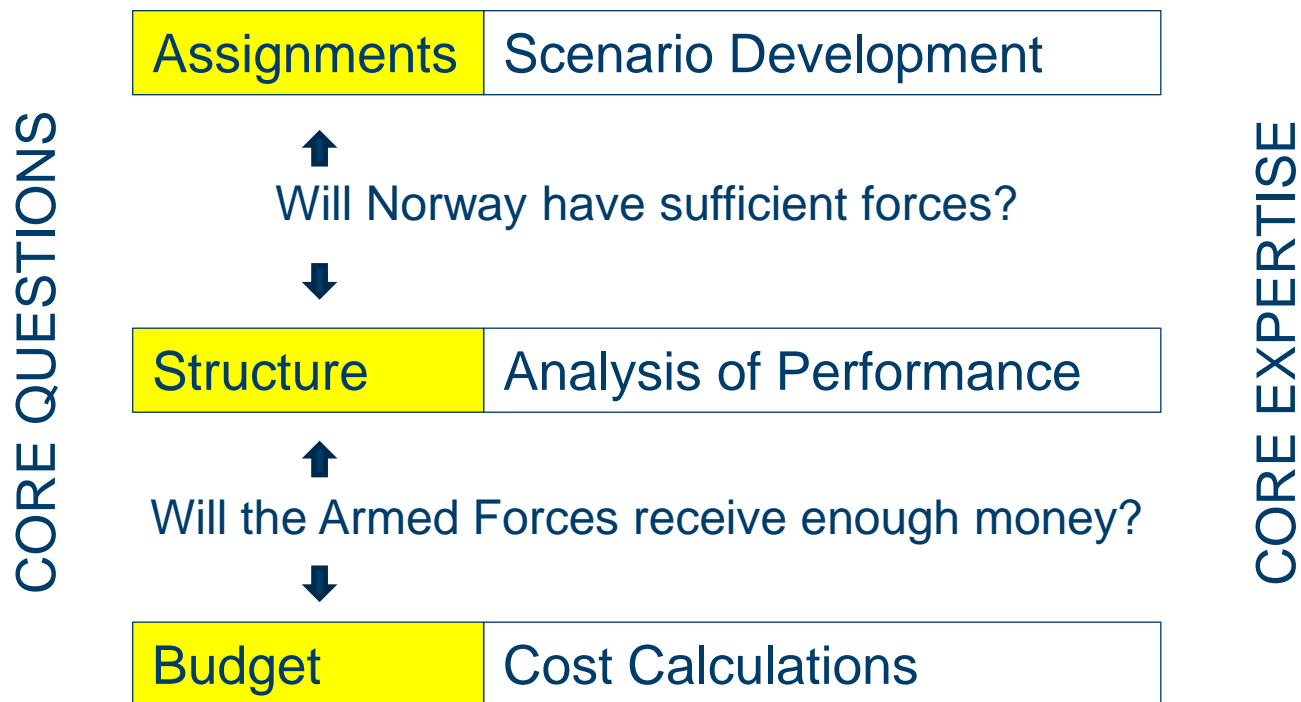 CORE QUESTIONS
Assignments
Scenario Development
Will Norway have sufficient forces?
Structure
Analysis of Performance
Will the Armed Forces receive enough money?
Budget
Cost Calculations
CORE EXPERTISE